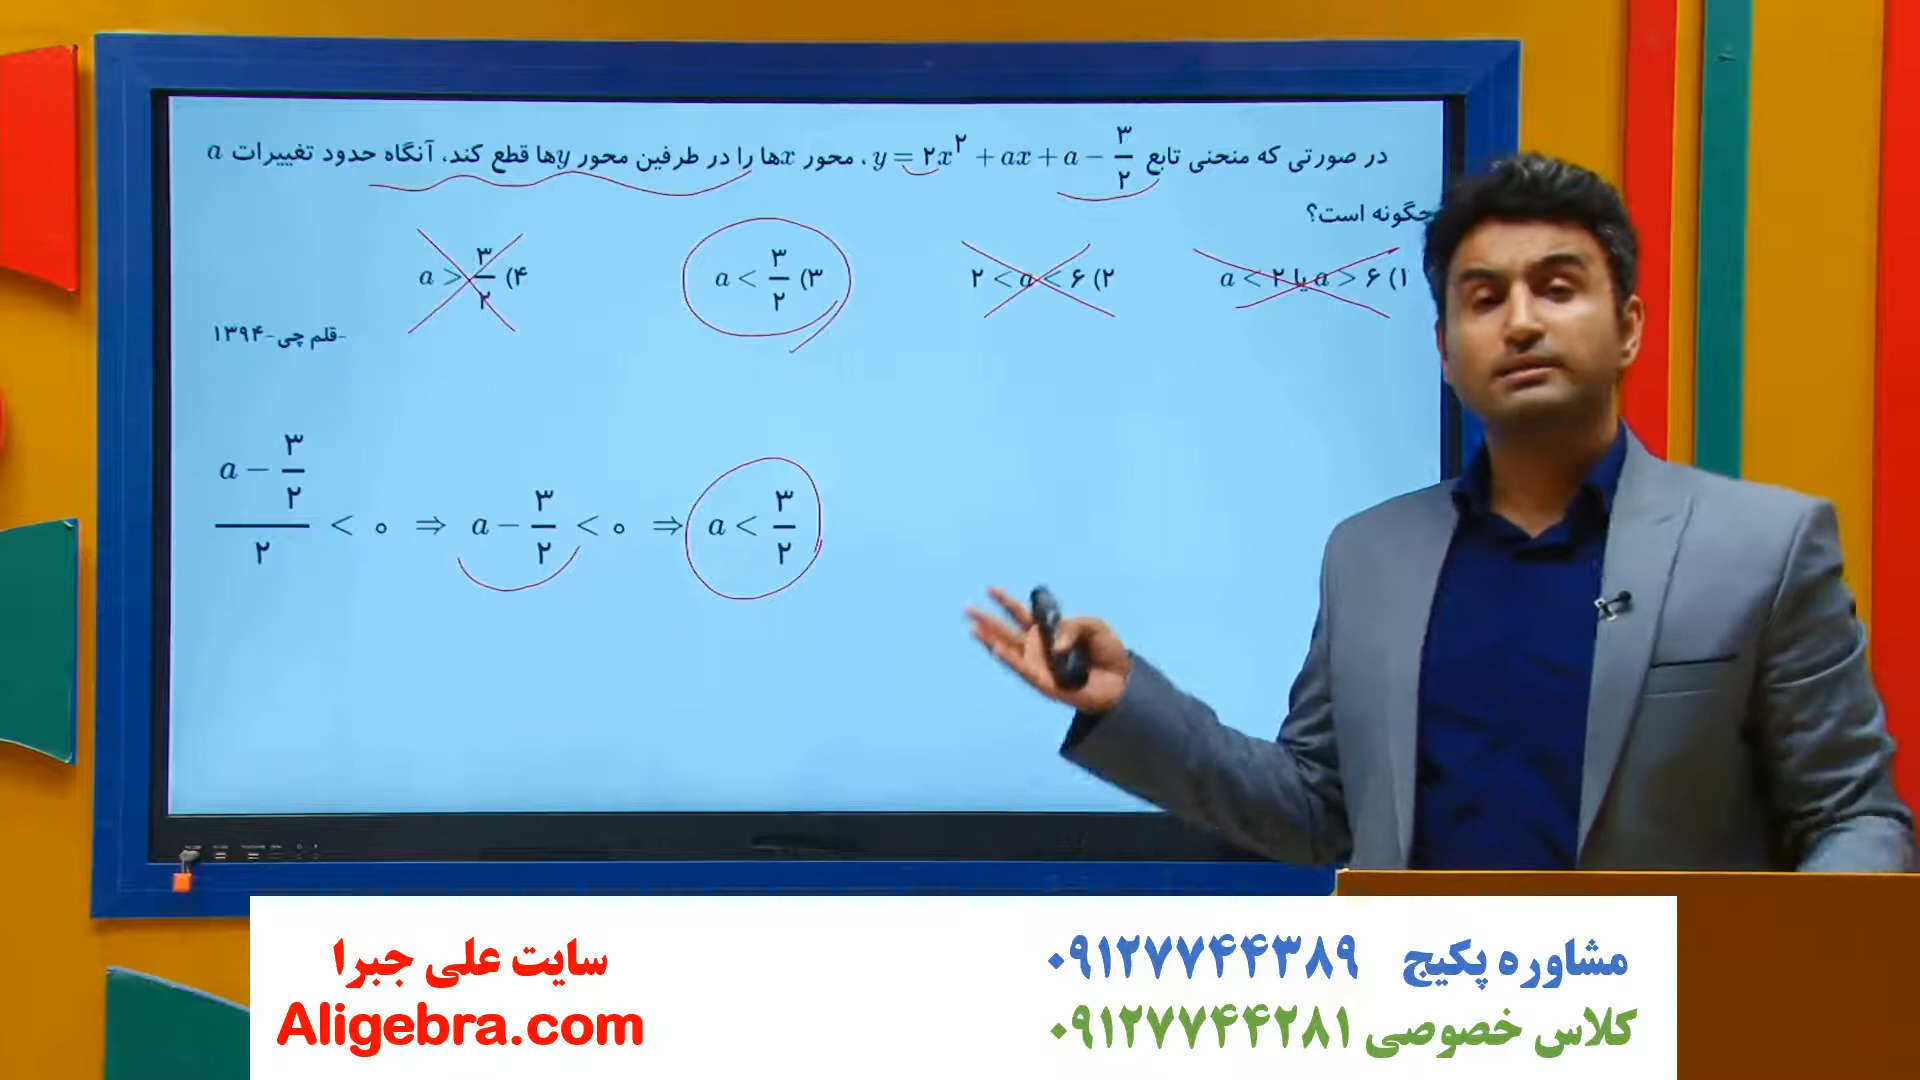 در صورتی که منحنی تابع y = ۲x^۲ + ax + a − ۳/۲ ، محور xها را در طرفین محور yها قطع کند، آنگاه حدود تغییرات a
چگونه است؟
۱) a > ۶ یا a < ۲
۲) ۲ < a < ۶
۳) a < ۳/۲
۴) a > ۳/۲
-قلم چی-۱۳۹۴
(a − ۳/۲)/۲ < ۰ ⇒ a − ۳/۲ < ۰ ⇒ a < ۳/۲
مشاوره پکیج ۰۹۱۲۷۷۴۴۳۸۹
کلاس خصوصی ۰۹۱۲۷۷۴۴۲۸۱
سایت علی جبرا
Aligebra.com